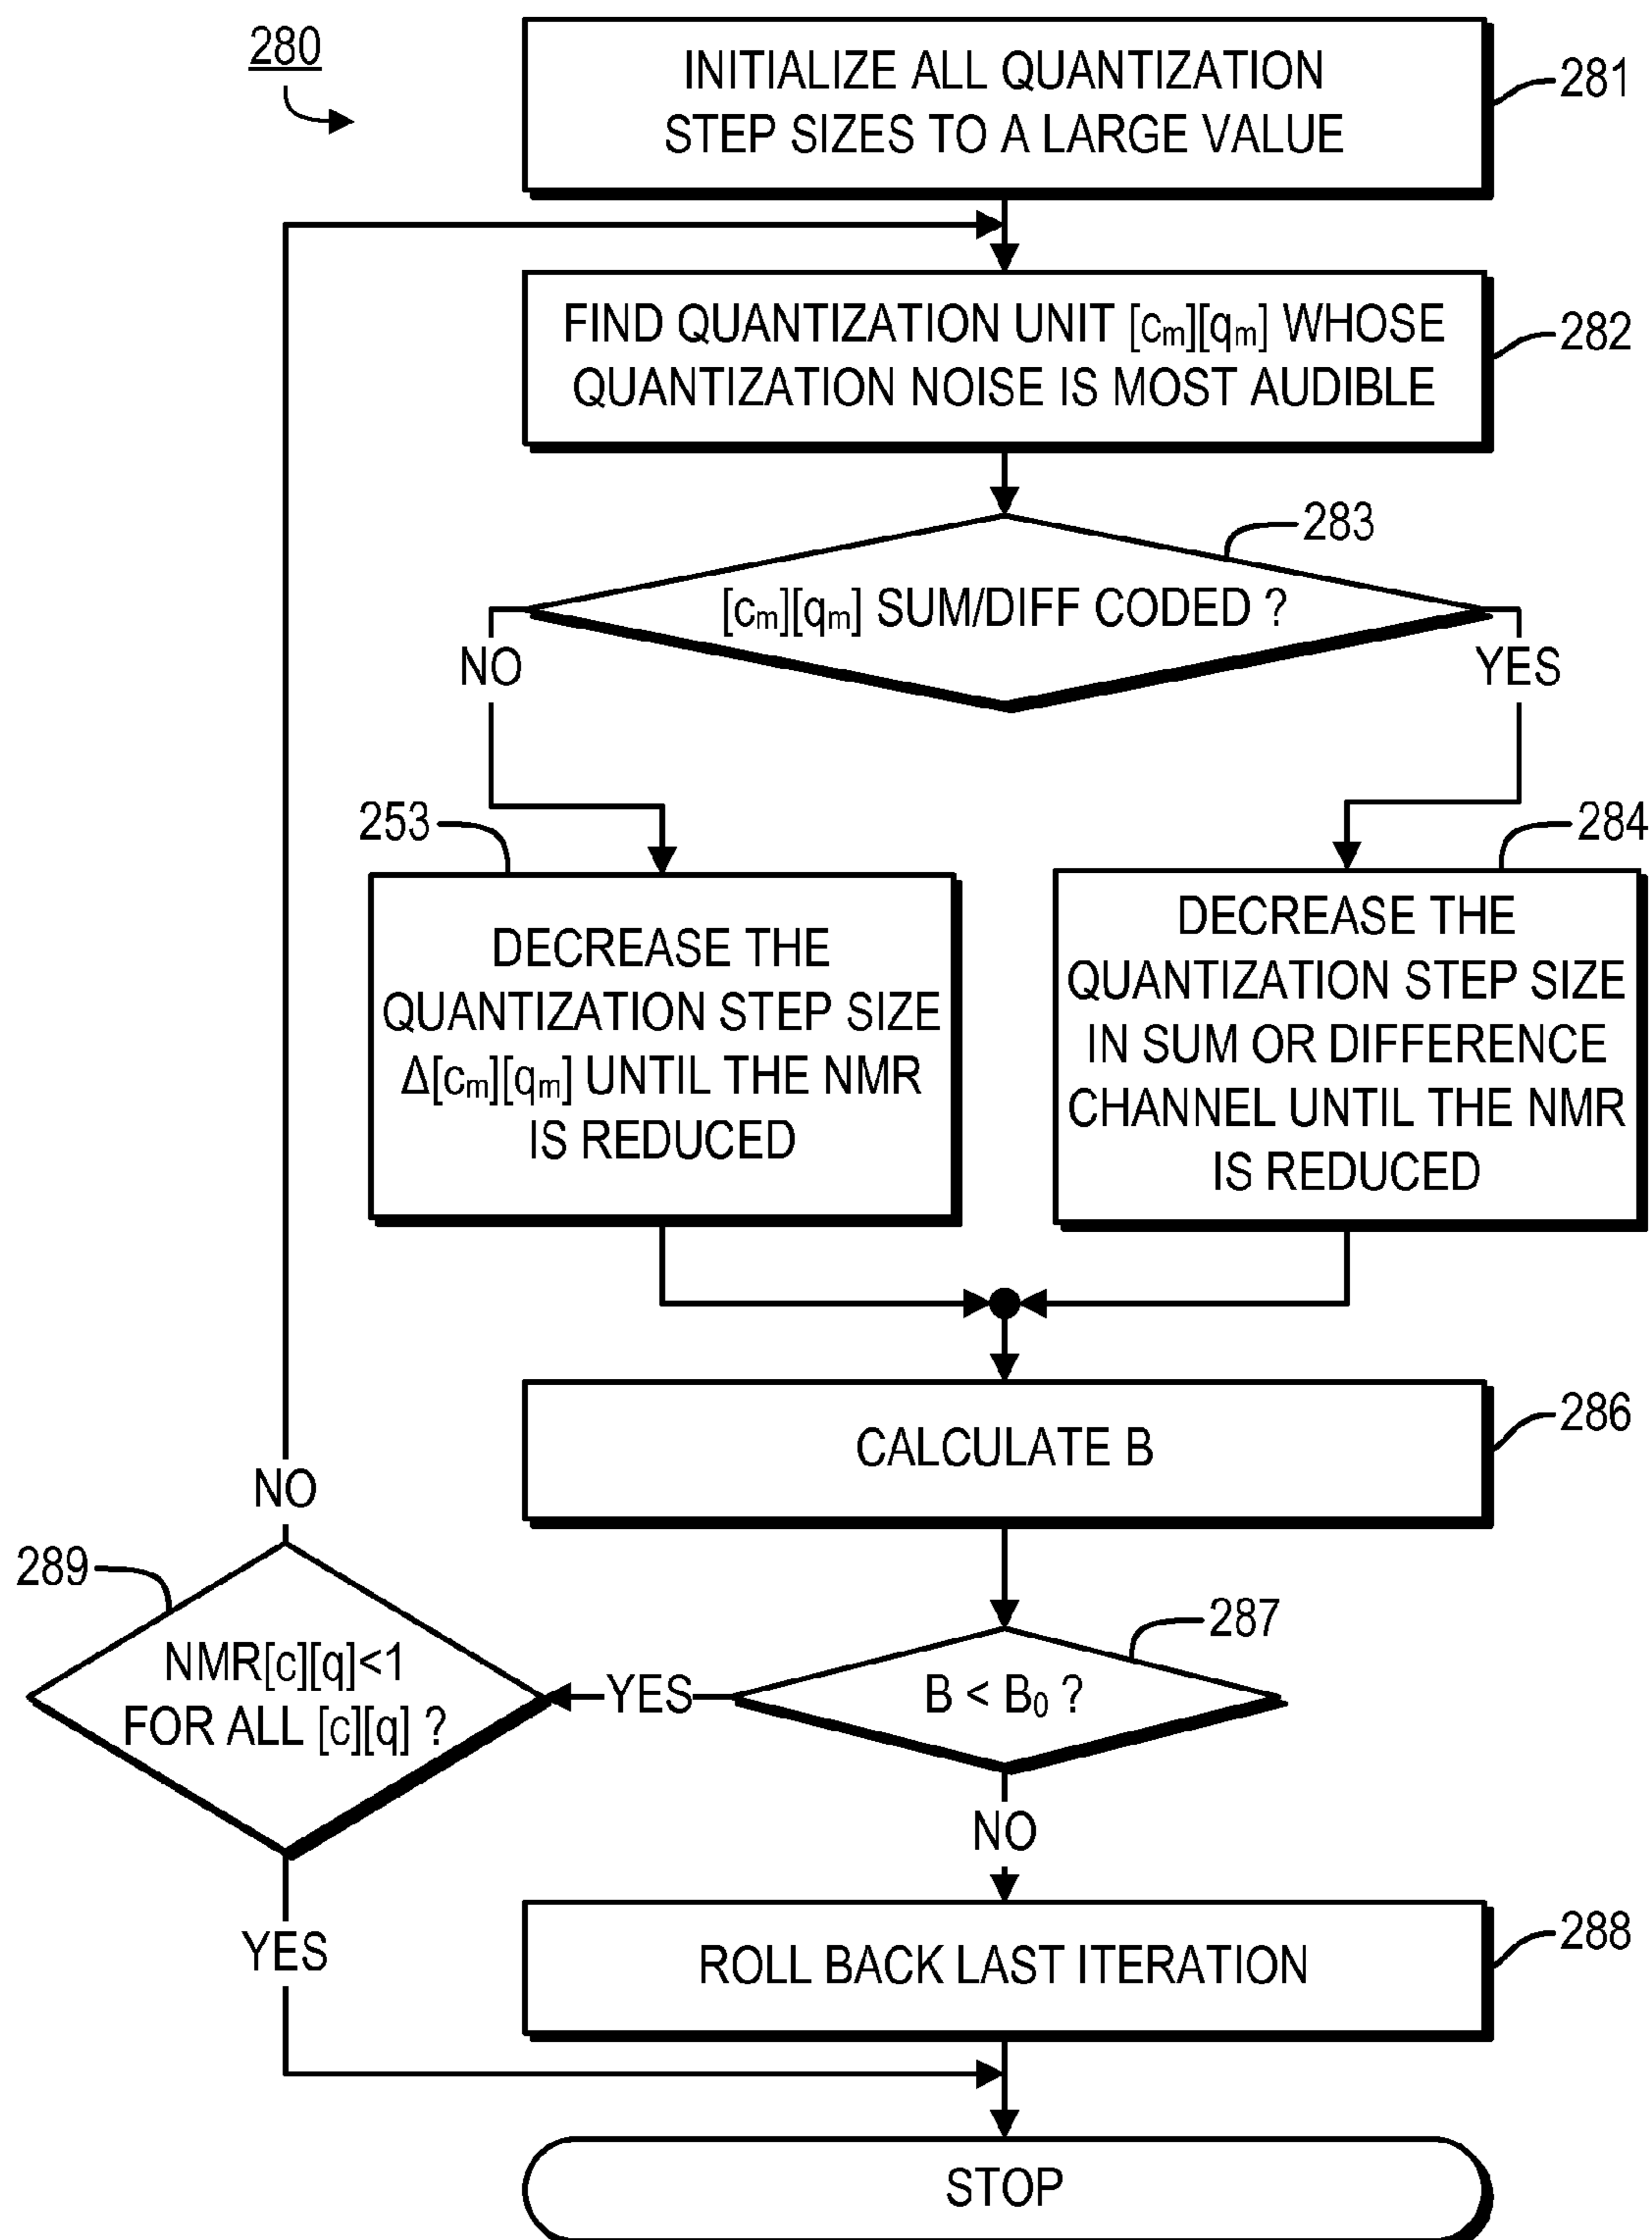 280
INITIALIZE ALL QUANTIZATION
STEP SIZES TO A LARGE VALUE
281
FIND QUANTIZATION UNIT [cm][qm] WHOSE
QUANTIZATION NOISE IS MOST AUDIBLE
282
283
[cm][qm] SUM/DIFF CODED ?
NO
YES
253
DECREASE THE
QUANTIZATION STEP SIZE
Δ[cm][qm] UNTIL THE NMR
IS REDUCED
284
DECREASE THE
QUANTIZATION STEP SIZE
IN SUM OR DIFFERENCE
CHANNEL UNTIL THE NMR
IS REDUCED
CALCULATE B
286
NO
289
NMR[c][q]<1
FOR ALL [c][q] ?
YES
287
B < B0 ?
YES
NO
ROLL BACK LAST ITERATION
288
STOP